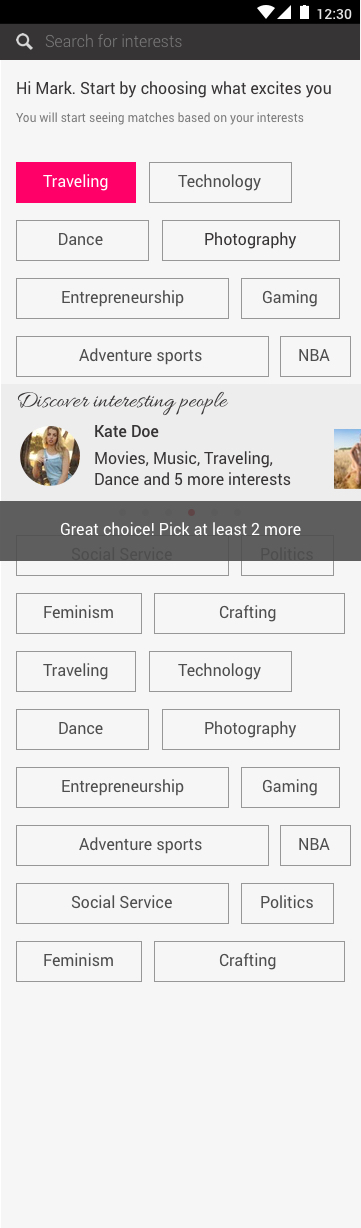 12:30
Search for interests
Hi Mark. Start by choosing what excites you
You will start seeing matches based on your interests
Traveling Technology
Dance Photography
Entrepreneurship Gaming
Adventure sports NBA
Discover interesting people
Kate Doe
Movies, Music, Traveling,
Dance and 5 more interests
Great choice! Pick at least 2 more
Social Service Politics
Feminism Crafting
Traveling Technology
Dance Photography
Entrepreneurship Gaming
Adventure sports NBA
Social Service Politics
Feminism Crafting